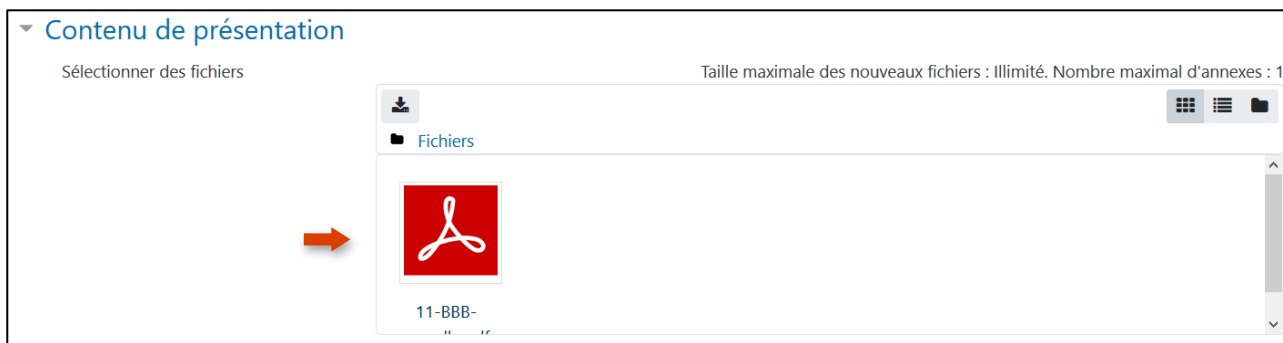 Contenu de présentation
Sélectionner des fichiers
Taille maximale des nouveaux fichiers : Illimité. Nombre maximal d'annexes : 1
Fichiers
11-BBB-